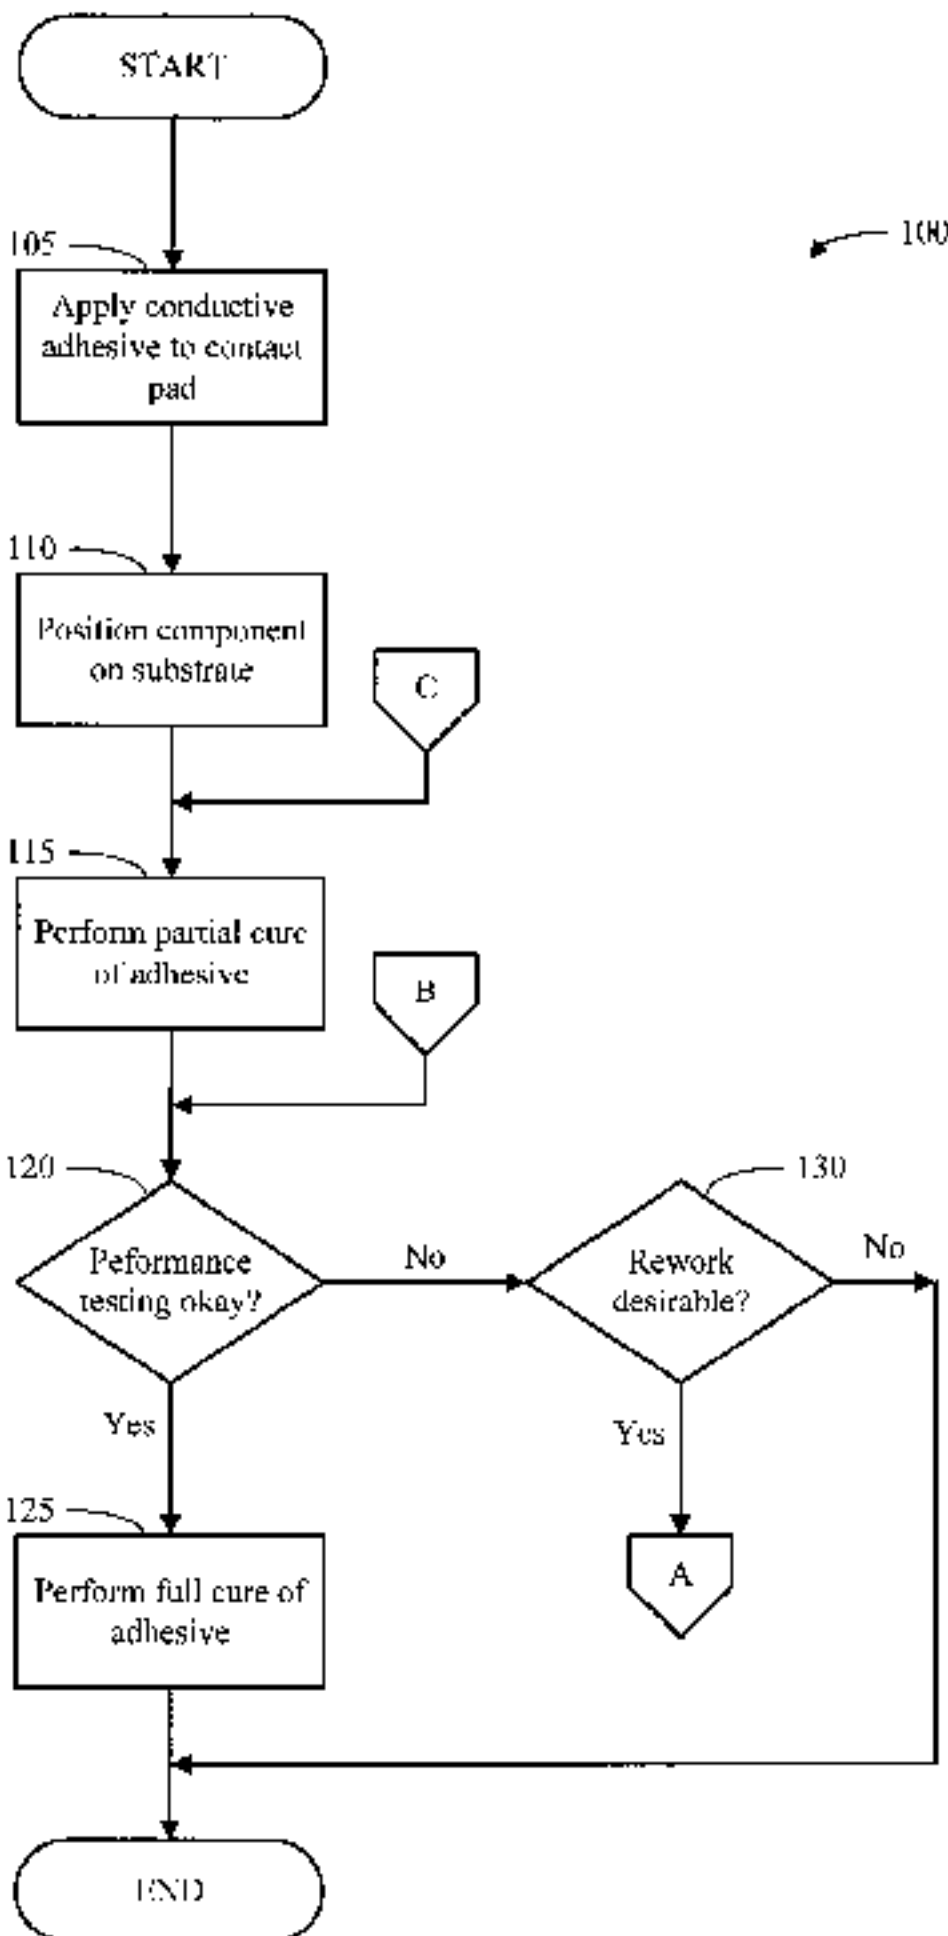 START
100
105
Apply conductive
adhesive to contact
pad
110
Position component
on substrate
C
115
Perform partial cure
of adhesive
B
120
Peformance
testing okay?
No
130
Rework
desirable?
No
Yes
Yes
125
Perform full cure of
adhesive
A
END